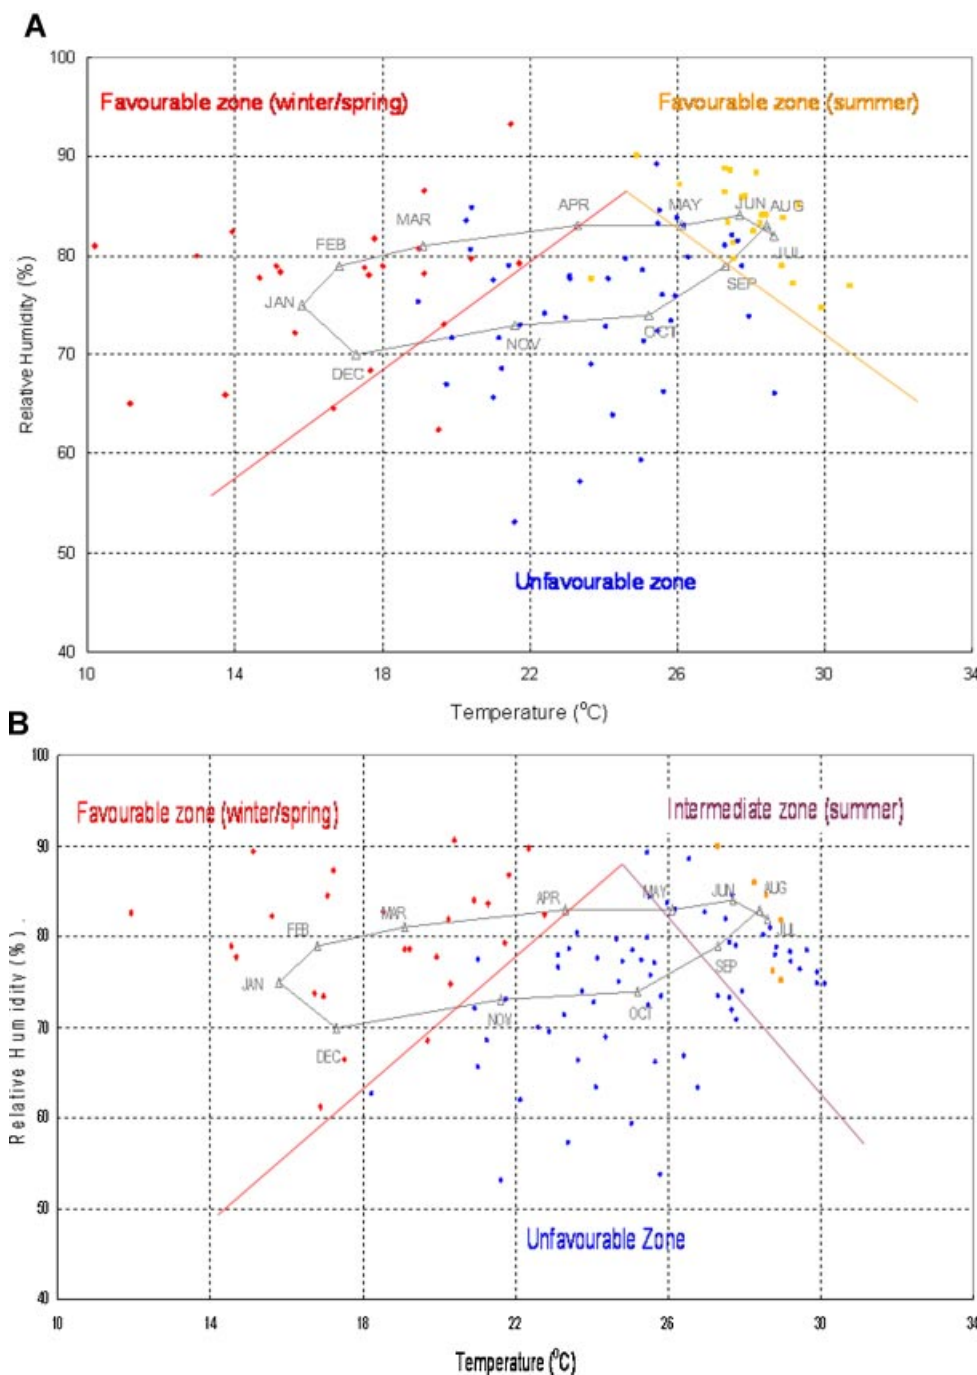 A
100
Favourable zone (winter/spring)
Favourable zone (summer)
90
APR
MAY
JUN
AUG
MAR
FEB
80
JUL
SEP
JAN
OCT
NOV
70
DEC
60
Unfavourable zone
50
40
10
14
18
22
26
30
34
Relative Humidity (%)
Temperature (°C)
B
100
Favourable zone (winter/spring)
Intermediate zone (summer)
90
APR
MAY
JUN
AUG
MAR
FEB
80
JUL
SEP
JAN
OCT
NOV
70
DEC
60
Unfavourable Zone
50
40
10
14
18
22
26
30
34
Relative Humidity (%).
Temperature (°C)